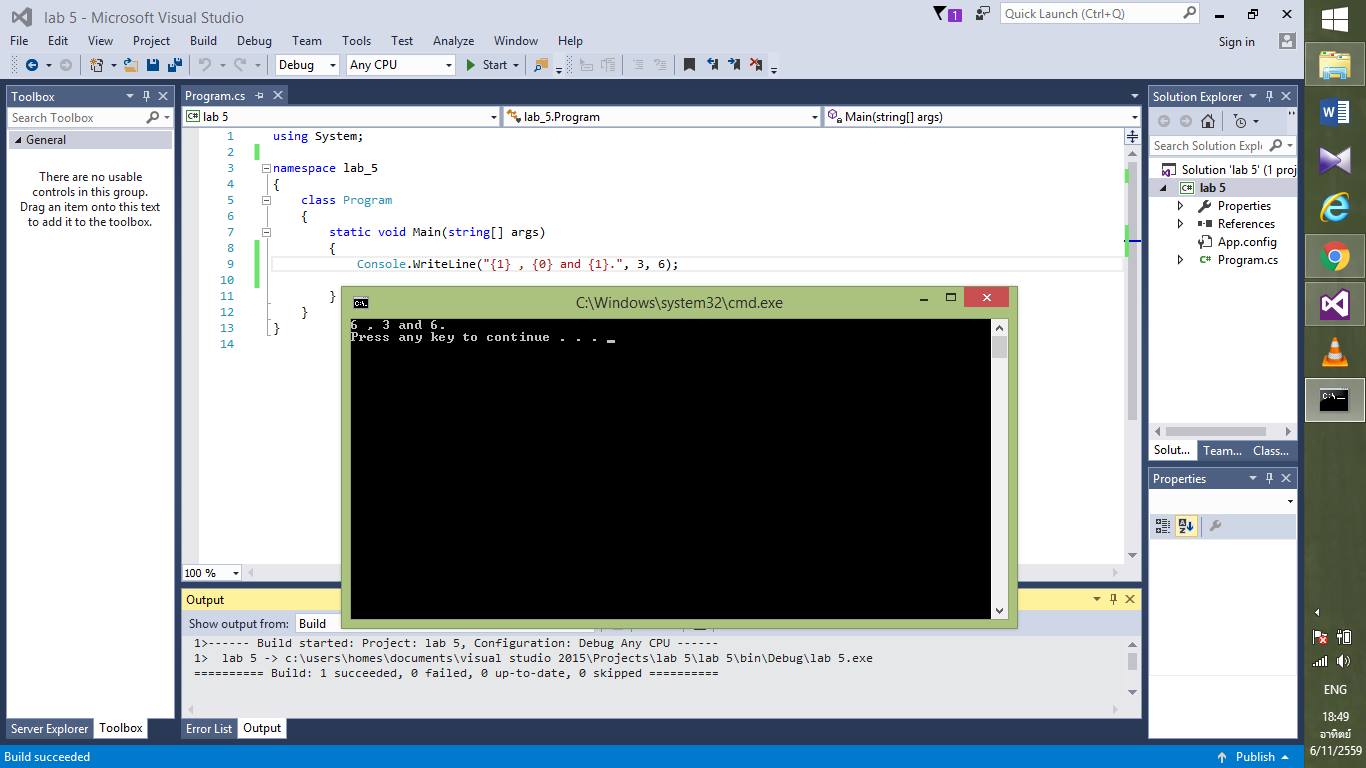 lab 5 - Microsoft Visual Studio
1
Quick Launch (Ctrl+Q)
File Edit View Project Build Debug Team Tools Test Analyze Window Help
Sign in
Debug Any CPU Start
Toolbox
Search Toolbox
General
There are no usable
controls in this group.
Drag an item onto this text
to add it to the toolbox.
Server Explorer Toolbox
Program.cs
lab 5 lab_5.Program Main(string[] args)
1 using System;
2
3 namespace lab_5
4 {
5 class Program
6 {
7 static void Main(string[] args)
8 {
9 Console.WriteLine("{1} , {0} and {1}.", 3, 6);
10
11 }
12 }
13 }
14
100 %
C:\Windows\system32\cmd.exe
6 , 3 and 6.
Press any key to continue . . . _
Output
Show output from: Build
1>------ Build started: Project: lab 5, Configuration: Debug Any CPU ------
1> lab 5 -> c:\users\homes\documents\visual studio 2015\Projects\lab 5\lab 5\bin\Debug\lab 5.exe
========== Build: 1 succeeded, 0 failed, 0 up-to-date, 0 skipped ==========
Error List Output
Solution Explorer
Search Solution Expl
Solution 'lab 5' (1 proj
C# lab 5
Properties
References
App.config
C# Program.cs
Solut... Team... Class...
Properties
Build succeeded
Publish
ENG
18:49
อาทิตย์
6/11/2559